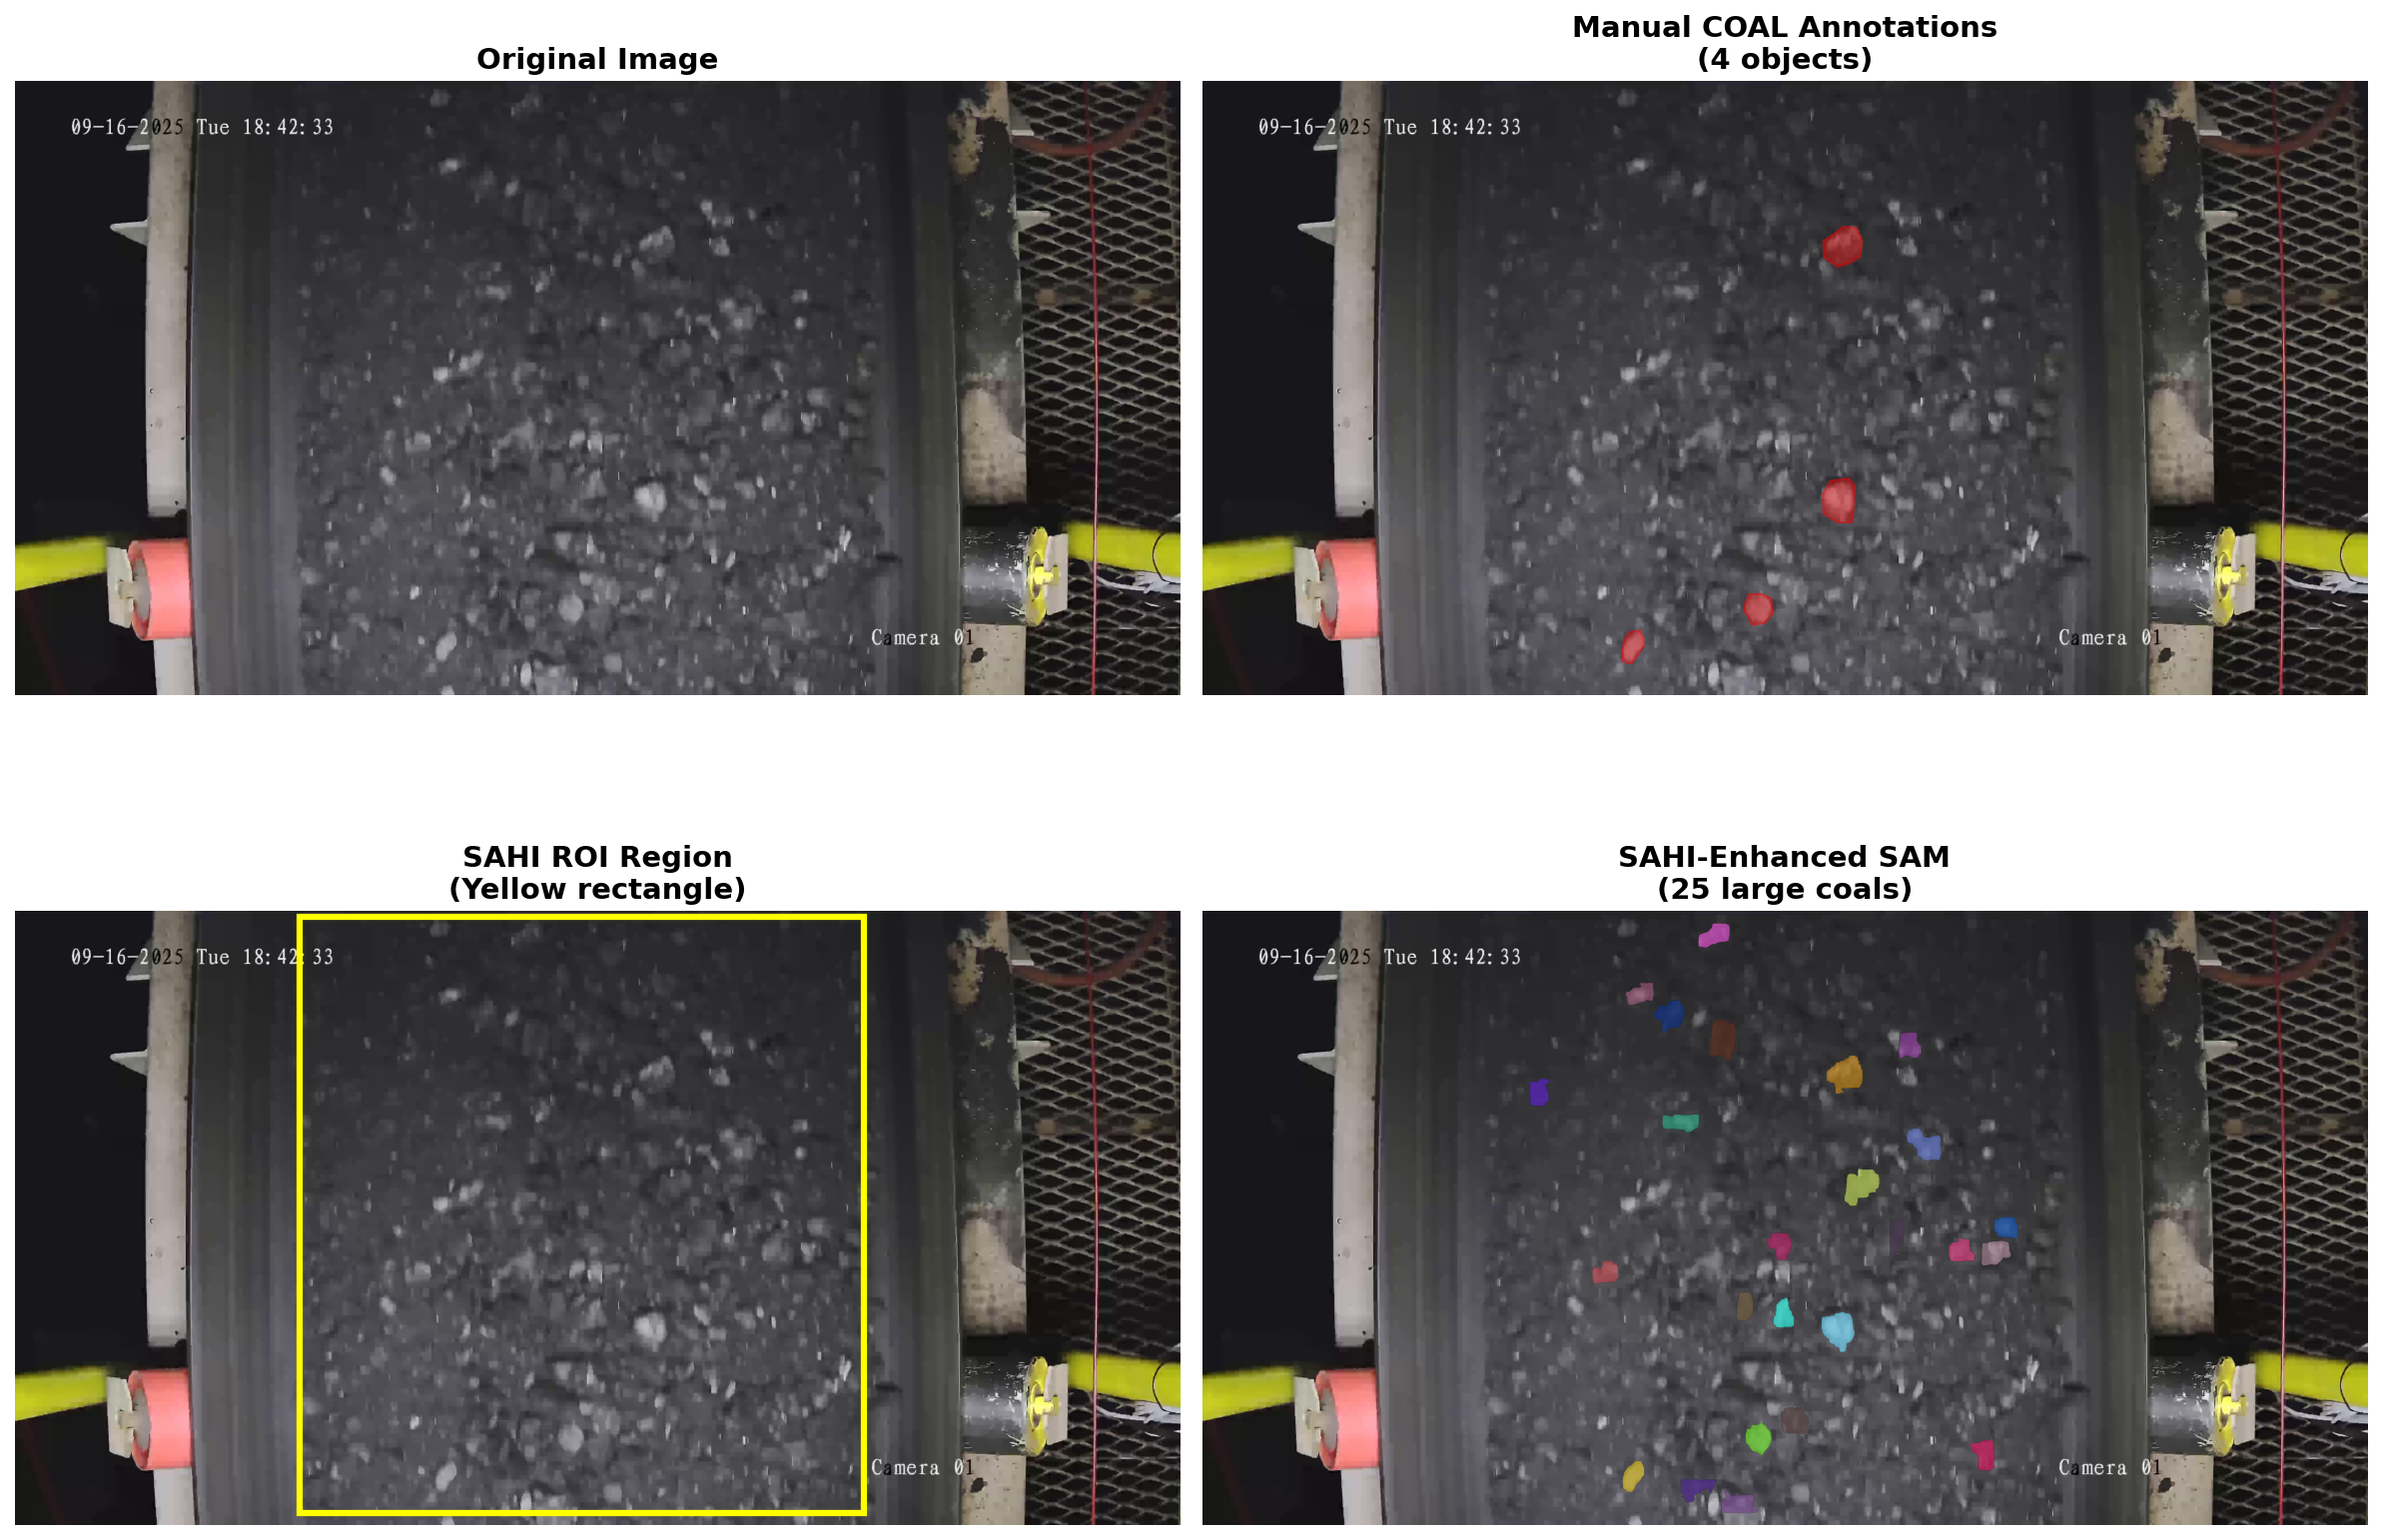 Original Image
09-16-2025 Tue 18:42:33
Camera 01
Manual COAL Annotations
(4 objects)
09-16-2025 Tue 18:42:33
Camera 01
SAHI ROI Region
(Yellow rectangle)
09-16-2025 Tue 18:42:33
Camera 01
SAHI-Enhanced SAM
(25 large coals)
09-16-2025 Tue 18:42:33
Camera 01